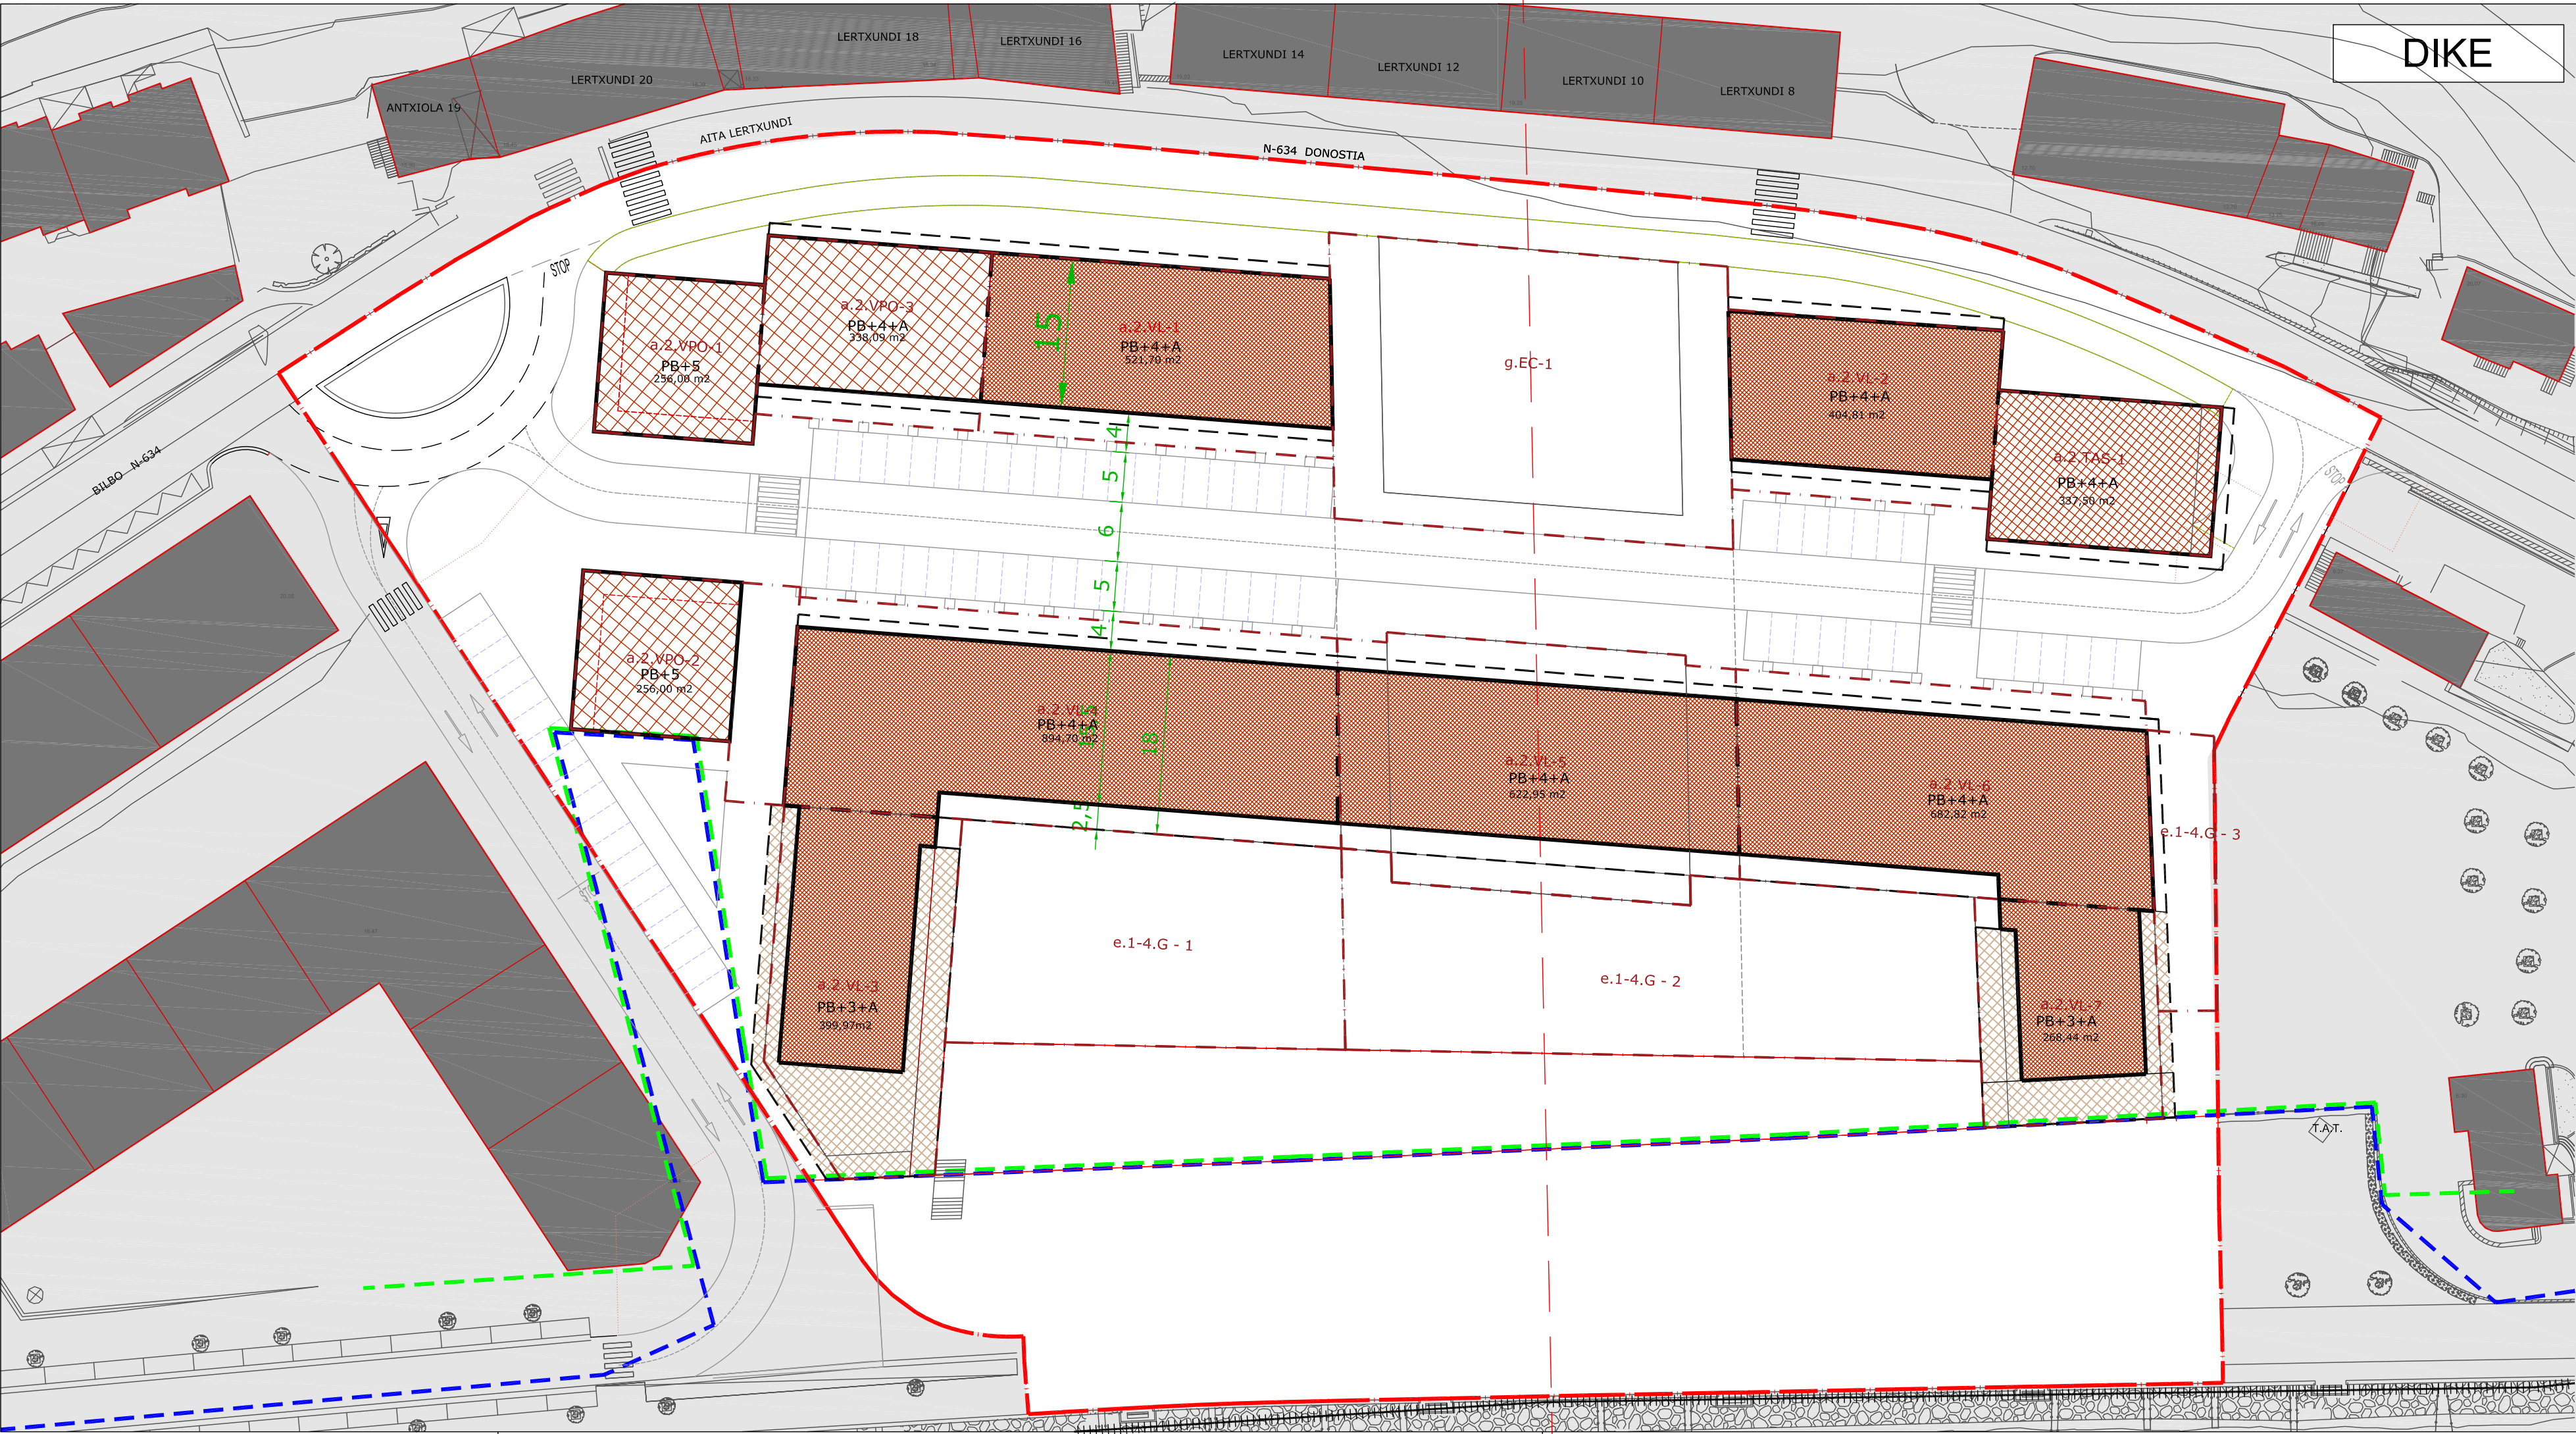 DIKE
LERTXUNDI 18
LERTXUNDI 16
LERTXUNDI 14
LERTXUNDI 12
LERTXUNDI 10
LERTXUNDI 8
LERTXUNDI 20
ANTXIOLA 19
AITA LERTXUNDI
N-634 DONOSTIA
STOP
BILBO N-634
a.2.VPO-1
PB+5
256,00 m2
a.2.VPO-3
PB+4+A
338,09 m2
15
a.2.VL-1
PB+4+A
521,70 m2
g.EC-1
a.2.VL-2
PB+4+A
404,81 m2
a.2.TAS-1
PB+4+A
337,50 m2
STOP
4
5
6
5
4
a.2.VPO-2
PB+5
256,00 m2
PB+4+A
894,70 m2
18
2,5
a.2.VL-5
PB+4+A
622,95 m2
a.2.VL-6
PB+4+A
682,82 m2
e.1-4.G - 3
e.1-4.G - 1
e.1-4.G - 2
a.2.VL-3
PB+3+A
399,97m2
a.2.VL-7
PB+3+A
268,44 m2
T.A.T.